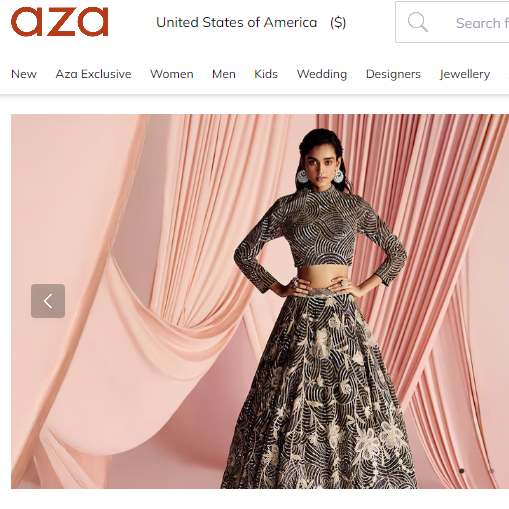 aza
United States of America ($)
Search f
New Aza Exclusive Women Men Kids Wedding Designers Jewellery